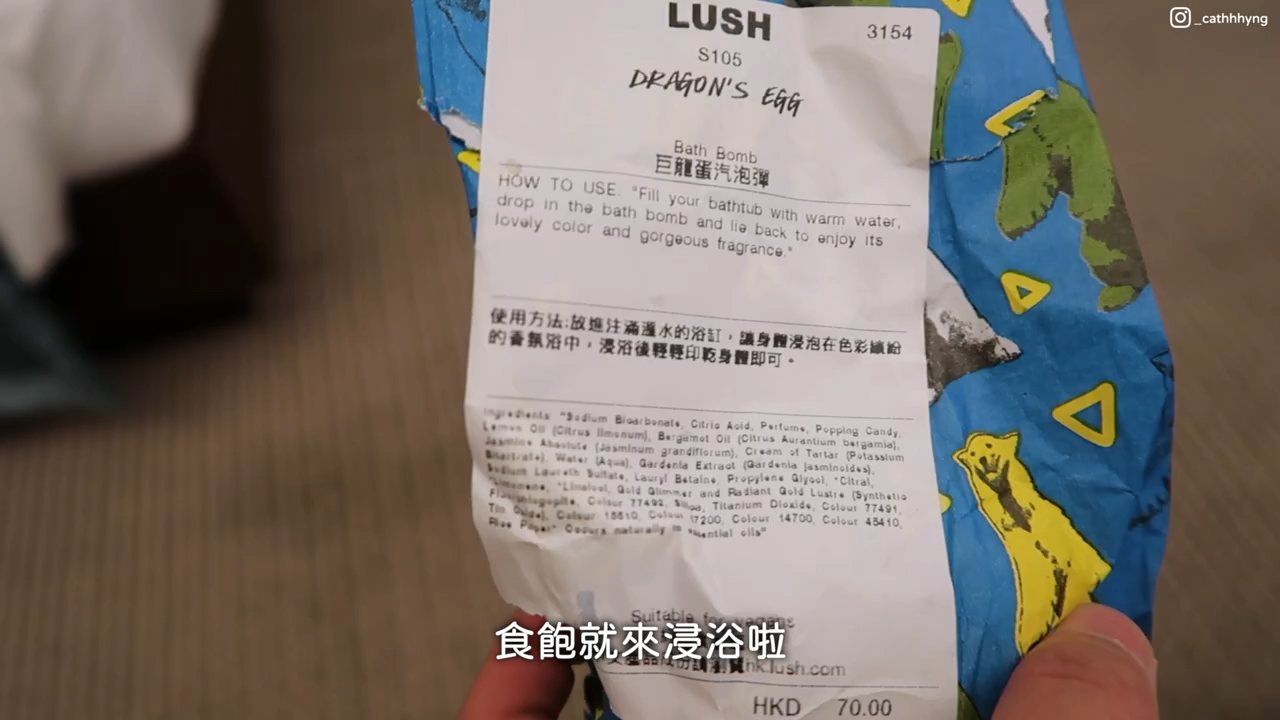 _cathhhyng
LUSH
3154
S105
DRAGON'S EGG
Bath Bomb
巨龍蛋汽泡彈
HOW TO USE. "Fill your bathtub with warm water,
drop in the bath bomb and lie back to enjoy its
lovely color and gorgeous fragrance."
使用方法:放進注滿溫水的浴缸，讓身體浸泡在色彩繽紛
的香氛浴中，浸浴後輕輕印乾身體即可。
Ingredients "Sodium Bicarbonate, Citric Acid, Perfume, Popping Candy,
Lemon Oil (Citrus limonum), Bergamot Oil (Citrus Aurantium bergamia),
Jasmine Absolute (Jasminum grandiflorum), Cream of Tartar (Potassium
Bitartrate), Water (Aqua), Gardenia Extract (Gardenia jasminoides),
Sodium Laureth Sulfate, Lauryl Betaine, Propylene Glycol, *Citral,
*Limonene, *Linalool, Gold Glimmer and Radiant Gold Lustre (Synthetic
Fluorphlogopite, Colour 77492, Silica, Titanium Dioxide, Colour 77491,
Tin Oxide), Colour 15510, Colour 17200, Colour 14700, Colour 45410,
Rice Paper* Occurs naturally in essential oils"
Suitable for vegans
食飽就來浸浴啦
hk.lush.com
HKD 70.00